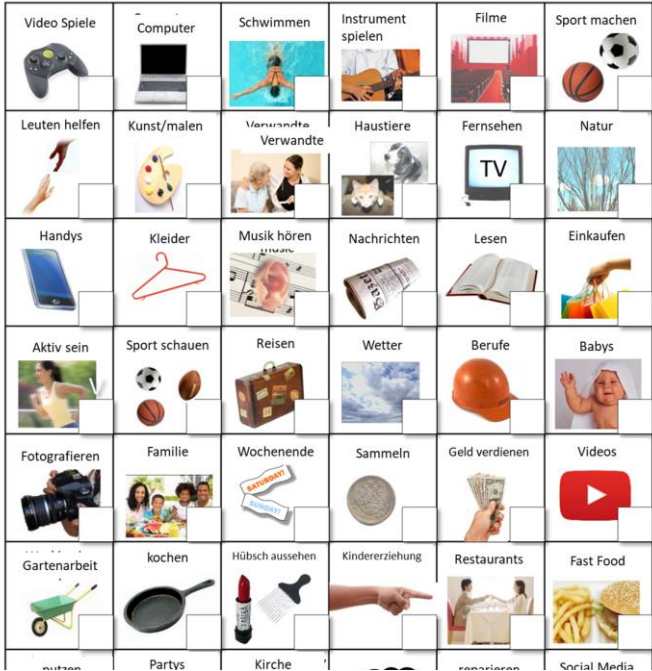 Video Spiele
Computer
Schwimmen
Instrument
spielen
Filme
Sport machen
Leuten helfen
Kunst/malen
Verwandte
Verwandte
Haustiere
Fernsehen
TV
Natur
Handys
Kleider
Musik hören
music
Nachrichten
Lesen
Einkaufen
Aktiv sein
Sport schauen
Reisen
Wetter
Berufe
Babys
Fotografieren
Familie
Wochenende
SATURDAY!
SUNDAY!
Sammeln
Geld verdienen
Videos
Gartenarbeit
kochen
Hübsch aussehen
Kindererziehung
Restaurants
Fast Food
putzen
Partys
Kirche
reparieren
Social Media